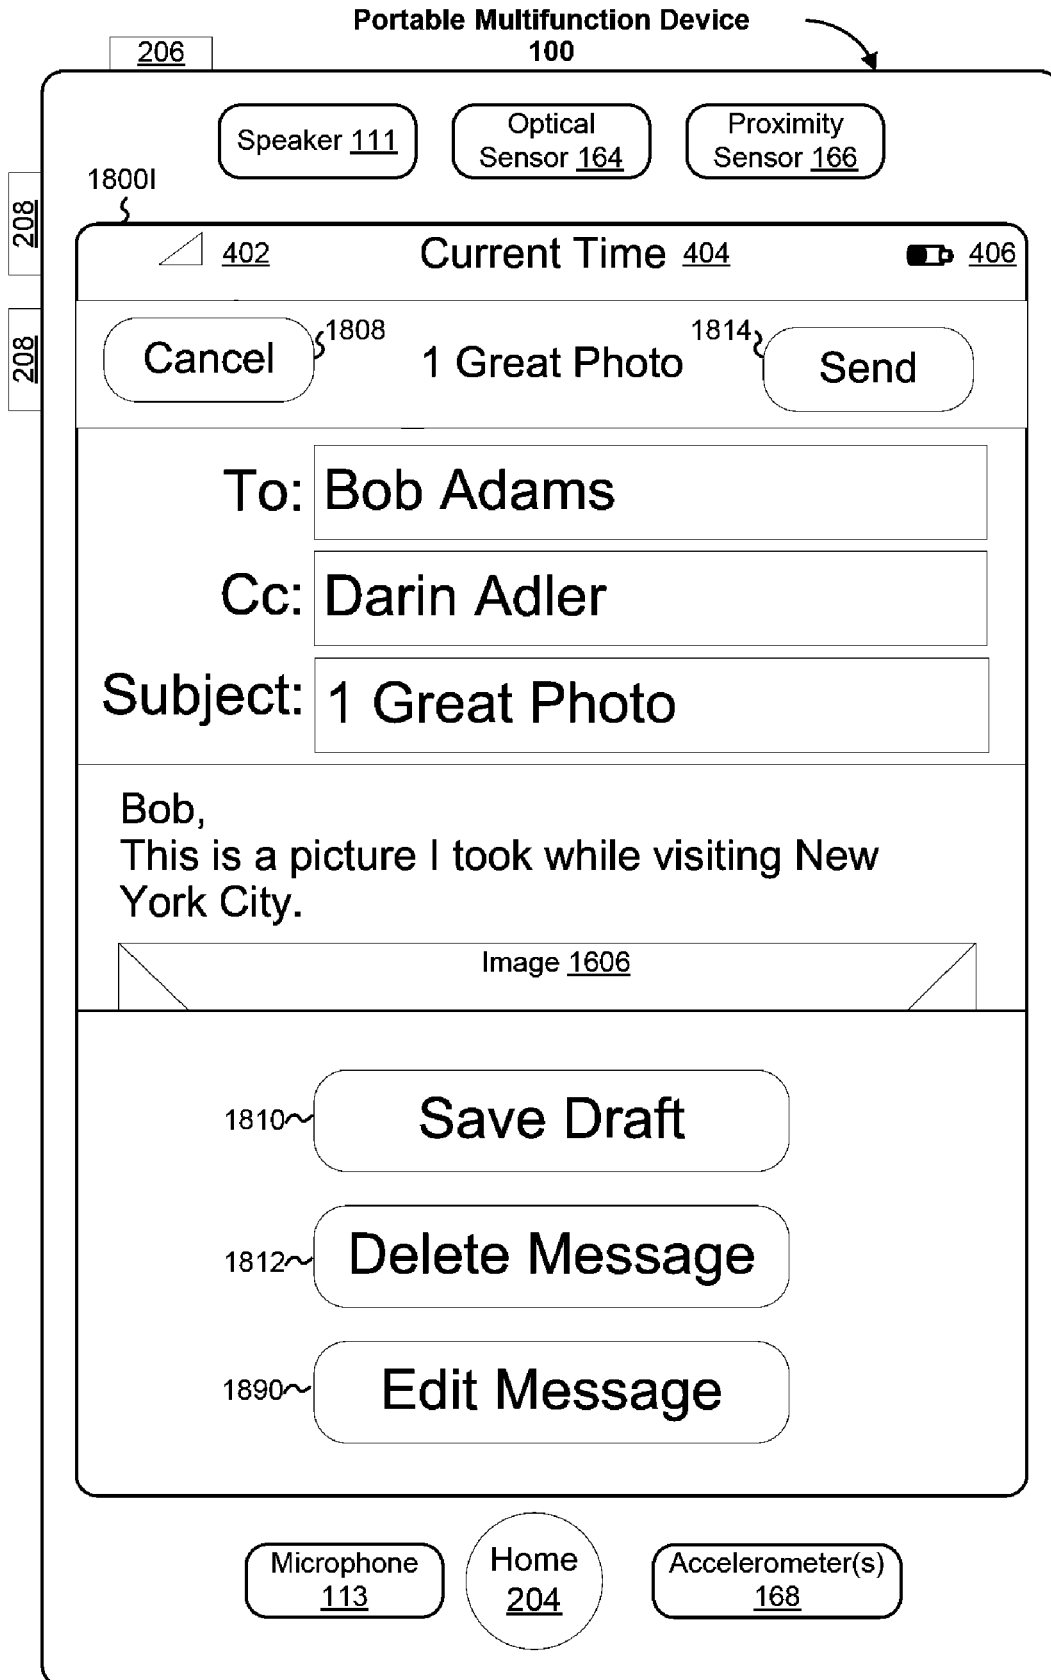 Portable Multifunction Device
100
206
Speaker 111
Optical
Sensor 164
Proximity
Sensor 166
1800I
208
208
402
Current Time 404
406
Cancel
1808
1 Great Photo
1814
Send
To: Bob Adams
Cc: Darin Adler
Subject: 1 Great Photo
Bob,
This is a picture I took while visiting New
York City.
Image 1606
1810
Save Draft
1812
Delete Message
1890
Edit Message
Microphone
113
Home
204
Accelerometer(s)
168